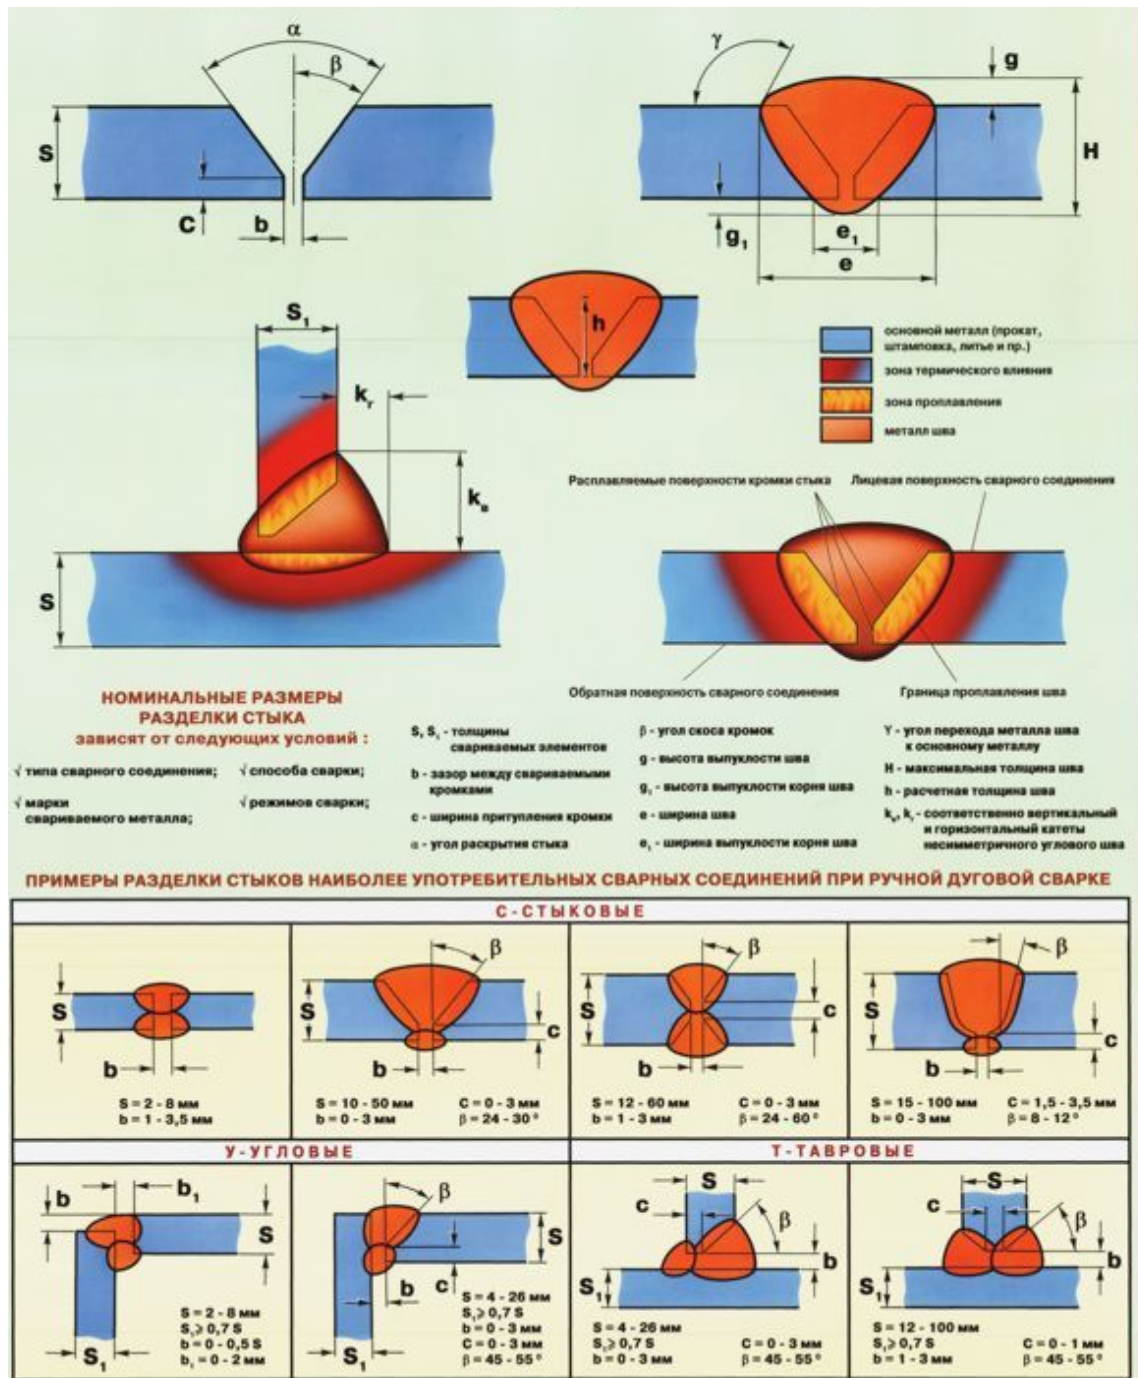 α
β
S
C
b
γ
g
H
g₁
e₁
e
h
S₁
kг
kв
S
основной металл (прокат,
штамповка, литье и пр.)
зона термического влияния
зона проплавления
металл шва
Расплавляемые поверхности кромки стыка
Лицевая поверхность сварного соединения
Обратная поверхность сварного соединения
Граница проплавления шва
НОМИНАЛЬНЫЕ РАЗМЕРЫ
РАЗДЕЛКИ СТЫКА
зависят от следующих условий :
√ типа сварного соединения;
√ способа сварки;
√ марки
свариваемого металла;
√ режимов сварки;
S, S₁ - толщины
свариваемых элементов
b - зазор между свариваемыми
кромками
c - ширина притупления кромки
α - угол раскрытия стыка
β - угол скоса кромок
g - высота выпуклости шва
g₁ - высота выпуклости корня шва
e - ширина шва
e₁ - ширина выпуклости корня шва
γ - угол перехода металла шва
к основному металлу
H - максимальная толщина шва
h - расчетная толщина шва
kв, kг - соответственно вертикальный
и горизонтальный катеты
несимметричного углового шва
ПРИМЕРЫ РАЗДЕЛКИ СТЫКОВ НАИБОЛЕЕ УПОТРЕБИТЕЛЬНЫХ СВАРНЫХ СОЕДИНЕНИЙ ПРИ РУЧНОЙ ДУГОВОЙ СВАРКЕ
С-СТЫКОВЫЕ
S
b
S = 2 - 8 мм
b = 1 - 3,5 мм
β
S
c
b
S = 10 - 50 мм
b = 0 - 3 мм
C = 0 - 3 мм
β = 24 - 30°
β
S
c
b
S = 12 - 60 мм
b = 1 - 3 мм
C = 0 - 3 мм
β = 24 - 60°
β
S
c
b
S = 15 - 100 мм
b = 0 - 3 мм
C = 1,5 - 3,5 мм
β = 8 - 12°
У-УГЛОВЫЕ
b
b₁
S
S₁
S = 2 - 8 мм
S₁⩾ 0,7 S
b = 0 - 0,5 S
b₁ = 0 - 2 мм
β
S
b
c
S₁
S = 4 - 26 мм
S₁⩾ 0,7 S
b = 0 - 3 мм
C = 0 - 3 мм
β = 45 - 55°
Т-ТАВРОВЫЕ
S
c
β
b
S₁
S = 4 - 26 мм
S₁⩾ 0,7 S
b = 0 - 3 мм
C = 0 - 3 мм
β = 45 - 55°
S
c
β
b
S₁
S = 12 - 100 мм
S₁⩾ 0,7 S
b = 1 - 3 мм
C = 0 - 1 мм
β = 45 - 55°